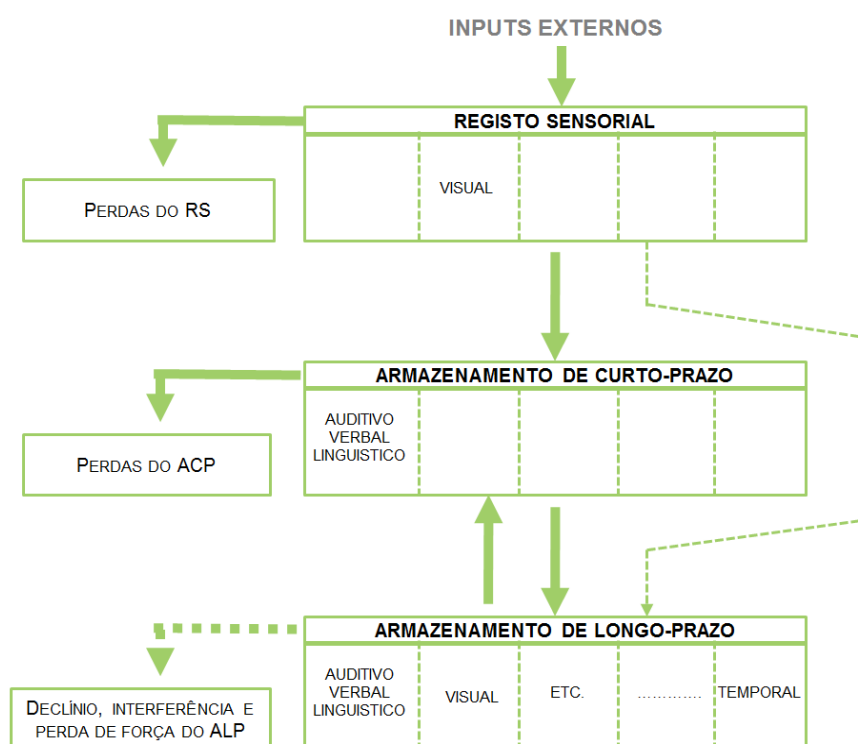 INPUTS EXTERNOS
REGISTO SENSORIAL
VISUAL
PERDAS DO RS
ARMAZENAMENTO DE CURTO-PRAZO
AUDITIVO
VERBAL
LINGUISTICO
PERDAS DO ACP
ARMAZENAMENTO DE LONGO-PRAZO
AUDITIVO
VERBAL
LINGUISTICO
VISUAL
ETC.
.............
TEMPORAL
DECLÍNIO, INTERFERÊNCIA E
PERDA DE FORÇA DO ALP